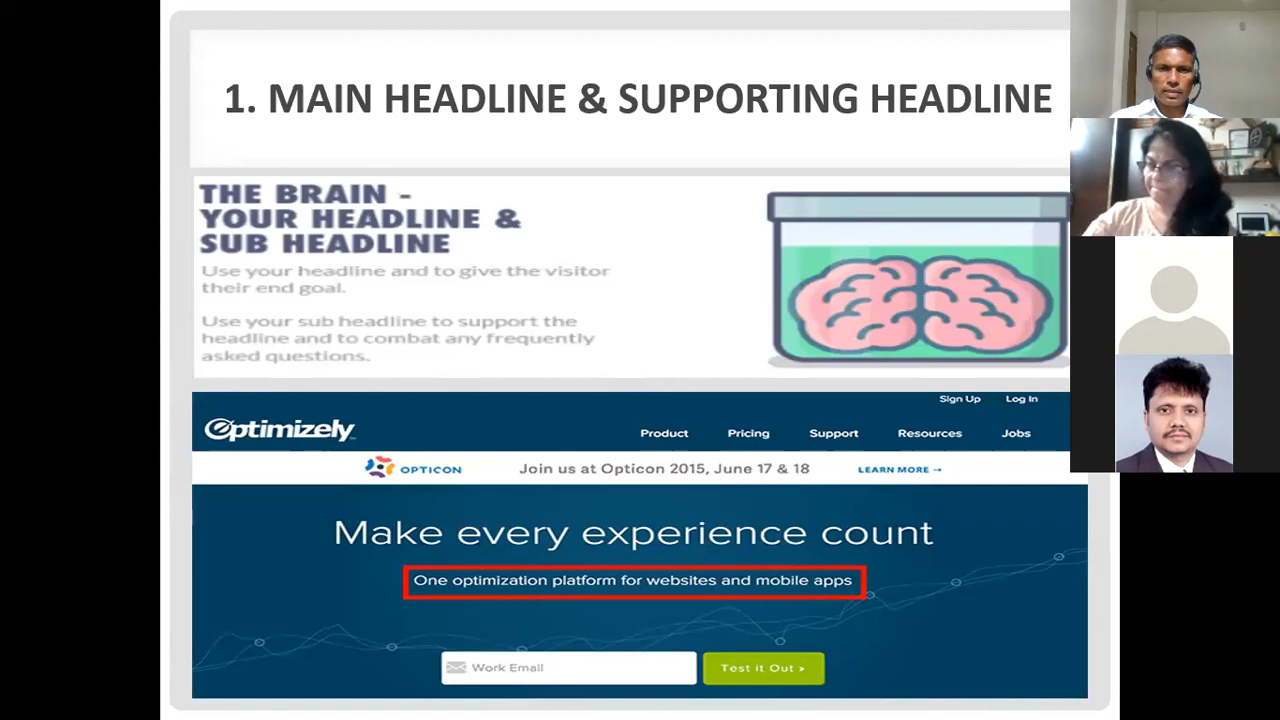 1. MAIN HEADLINE & SUPPORTING HEADLINE
THE BRAIN -
YOUR HEADLINE &
SUB HEADLINE
Use your headline and to give the visitor
their end goal.
Use your sub headline to support the
headline and to combat any frequently
asked questions.
Sign Up Log In
Optimizely
Product Pricing Support Resources Jobs
OPTICON Join us at Opticon 2015, June 17 & 18 LEARN MORE →
Make every experience count
One optimization platform for websites and mobile apps
Work Email Test it Out »